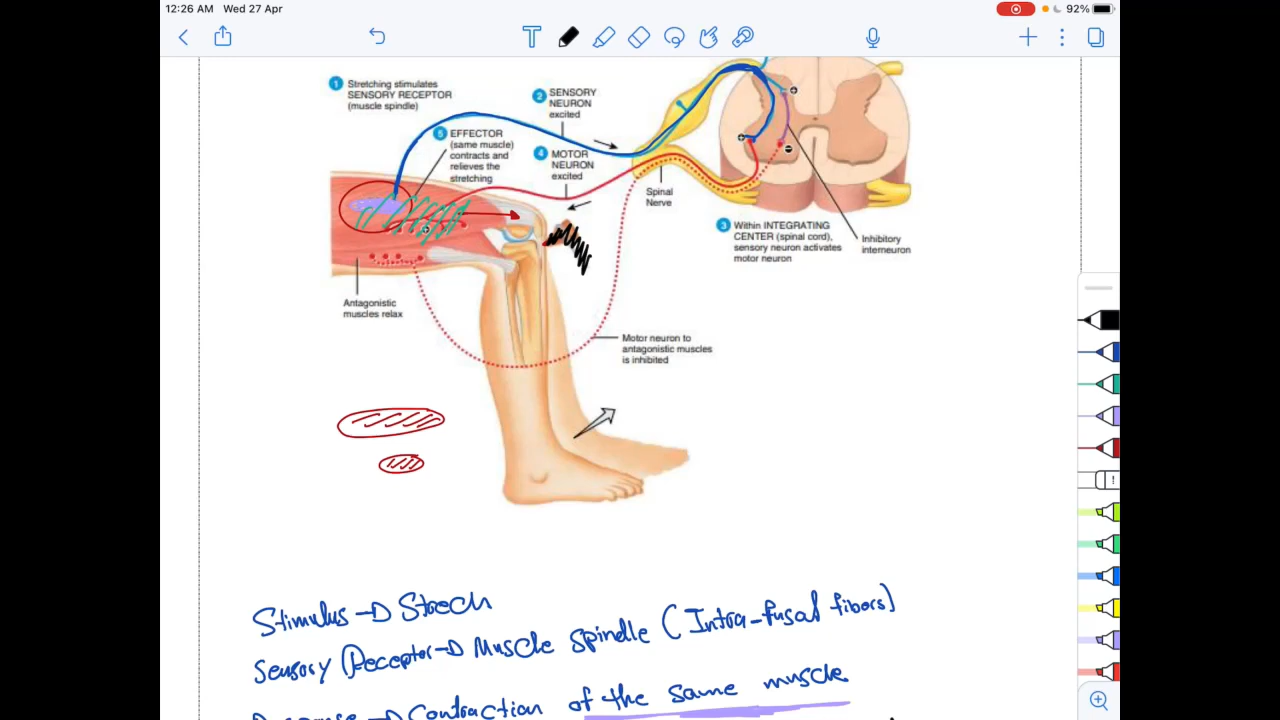 12:26 AM Wed 27 Apr
92%
1 Stretching stimulates
SENSORY RECEPTOR
(muscle spindle)
2 SENSORY
NEURON
excited
5 EFFECTOR
(same muscle)
contracts and
relieves the
stretching
4 MOTOR
NEURON
excited
Spinal
Nerve
3 Within INTEGRATING
CENTER (spinal cord),
sensory neuron activates
motor neuron
Inhibitory
interneuron
Antagonistic
muscles relax
Motor neuron to
antagonistic muscles
is inhibited
Stimulus → Strech
Sensory Receptor → Muscle spindle (Intra-fusal fibers)
Contraction of the same muscle